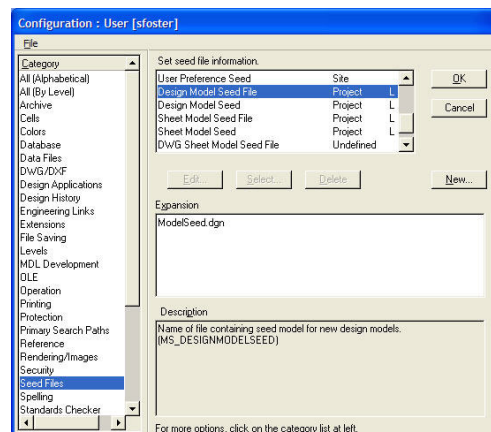 Configuration : User [sfoster]
File
Category
All (Alphabetical)
All (By Level)
Archive
Cells
Colors
Database
Data Files
DWG/DXF
Design Applications
Design History
Engineering Links
Extensions
File Saving
Levels
MDL Development
OLE
Operation
Printing
Protection
Primary Search Paths
Reference
Rendering/Images
Security
Seed Files
Spelling
Standards Checker
Set seed file information.
User Preference Seed Site
Design Model Seed File Project L
Design Model Seed Project L
Sheet Model Seed File Project L
Sheet Model Seed Project L
DWG Sheet Model Seed File Undefined
OK
Cancel
Edit... Select... Delete New...
Expansion
ModelSeed.dgn
Description
Name of file containing seed model for new design models.
(MS_DESIGNMODELSEED)
For more options, click on the category list at left.